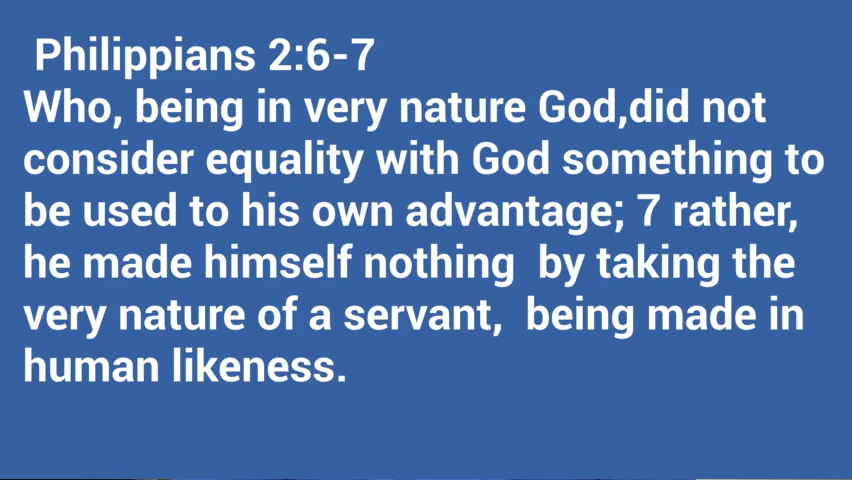 Philippians 2:6-7
Who, being in very nature God,did not
consider equality with God something to
be used to his own advantage; 7 rather,
he made himself nothing  by taking the
very nature of a servant,  being made in
human likeness.